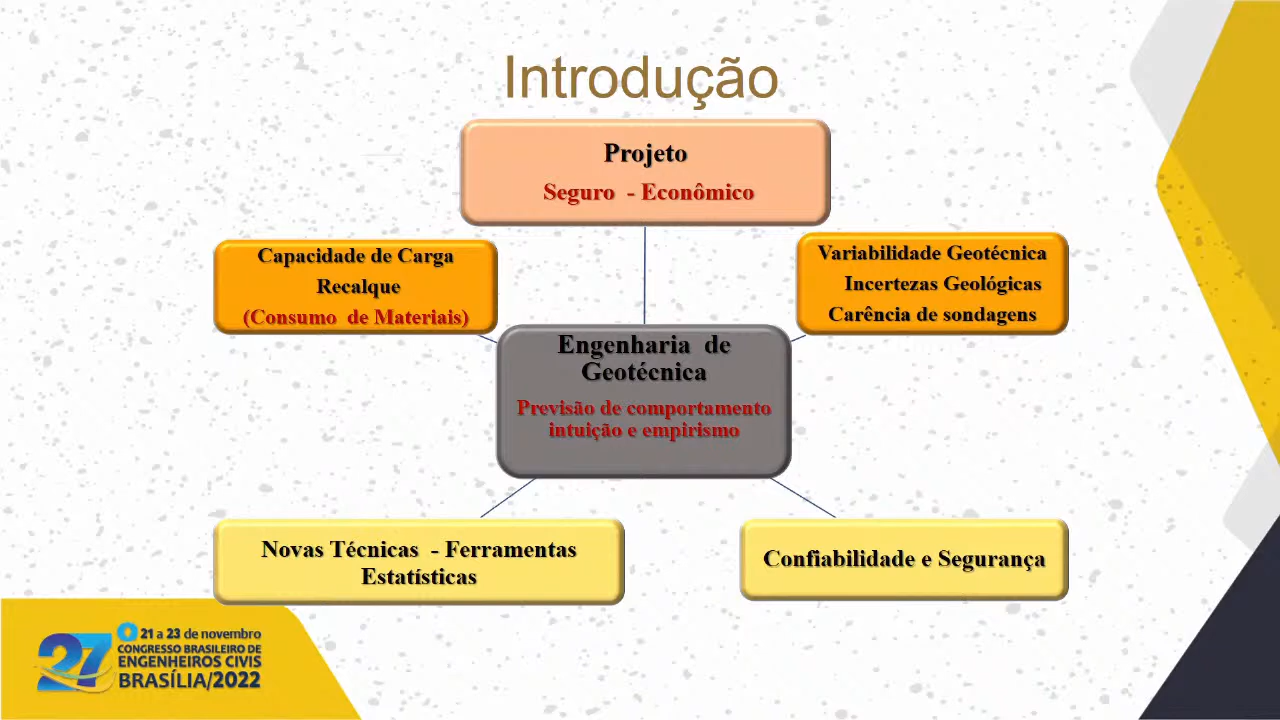 Introdução
Projeto
Seguro - Econômico
Capacidade de Carga
Recalque
(Consumo de Materiais)
Variabilidade Geotécnica
Incertezas Geológicas
Carência de sondagens
Engenharia de
Geotécnica
Previsão de comportamento
intuição e empirismo
Novas Técnicas - Ferramentas
Estatísticas
Confiabilidade e Segurança
27
21 a 23 de novembro
CONGRESSO BRASILEIRO DE
ENGENHEIROS CIVIS
BRASÍLIA/2022